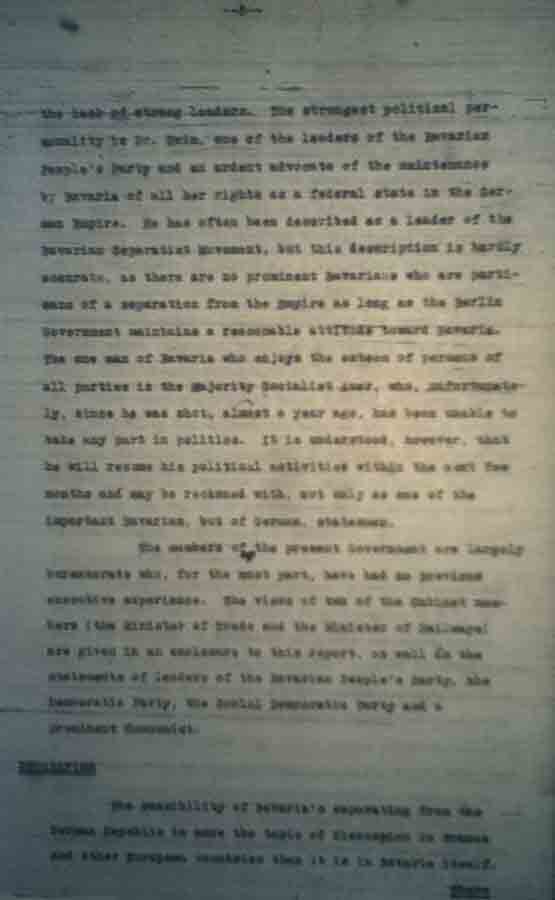 the lack of strong leaders. The strongest political per-
sonality is Dr. Heim, one of the leaders of the Bavarian
People's Party and an ardent advocate of the maintenance
by Bavaria of all her rights as a federal state in the Ger-
man Empire. He has often been described as a leader of the
Bavarian Separatist Movement, but this description is hardly
accurate, as there are no prominent Bavarians who are parti-
sans of a separation from the Empire as long as the Berlin
Government maintains a reasonable attitude toward Bavaria.
The one man of Bavaria who enjoys the esteem of persons of
all parties is the Majority Socialist Auer, who, unfortunate-
ly, since he was shot, almost a year ago, has been unable to
take any part in politics. It is understood, however, that
he will resume his political activities within the next few
months and may be reckoned with, not only as one of the
important Bavarian, but of German, statesmen.
The members of the present Government are largely
bureaucrats who, for the most part, have had no previous
executive experience. The views of two of the Cabinet mem-
bers (the Minister of Trade and the Minister of Railways)
are given in an enclosure to this report, as well as the
statements of leaders of the Bavarian People's Party, the
Democratic Party, the Social Democratic Party and a
prominent Communist.
SEPARATION
The possibility of Bavaria's separating from the
German Republic is more the topic of discussion in France
and other European countries than it is in Bavaria itself.
There